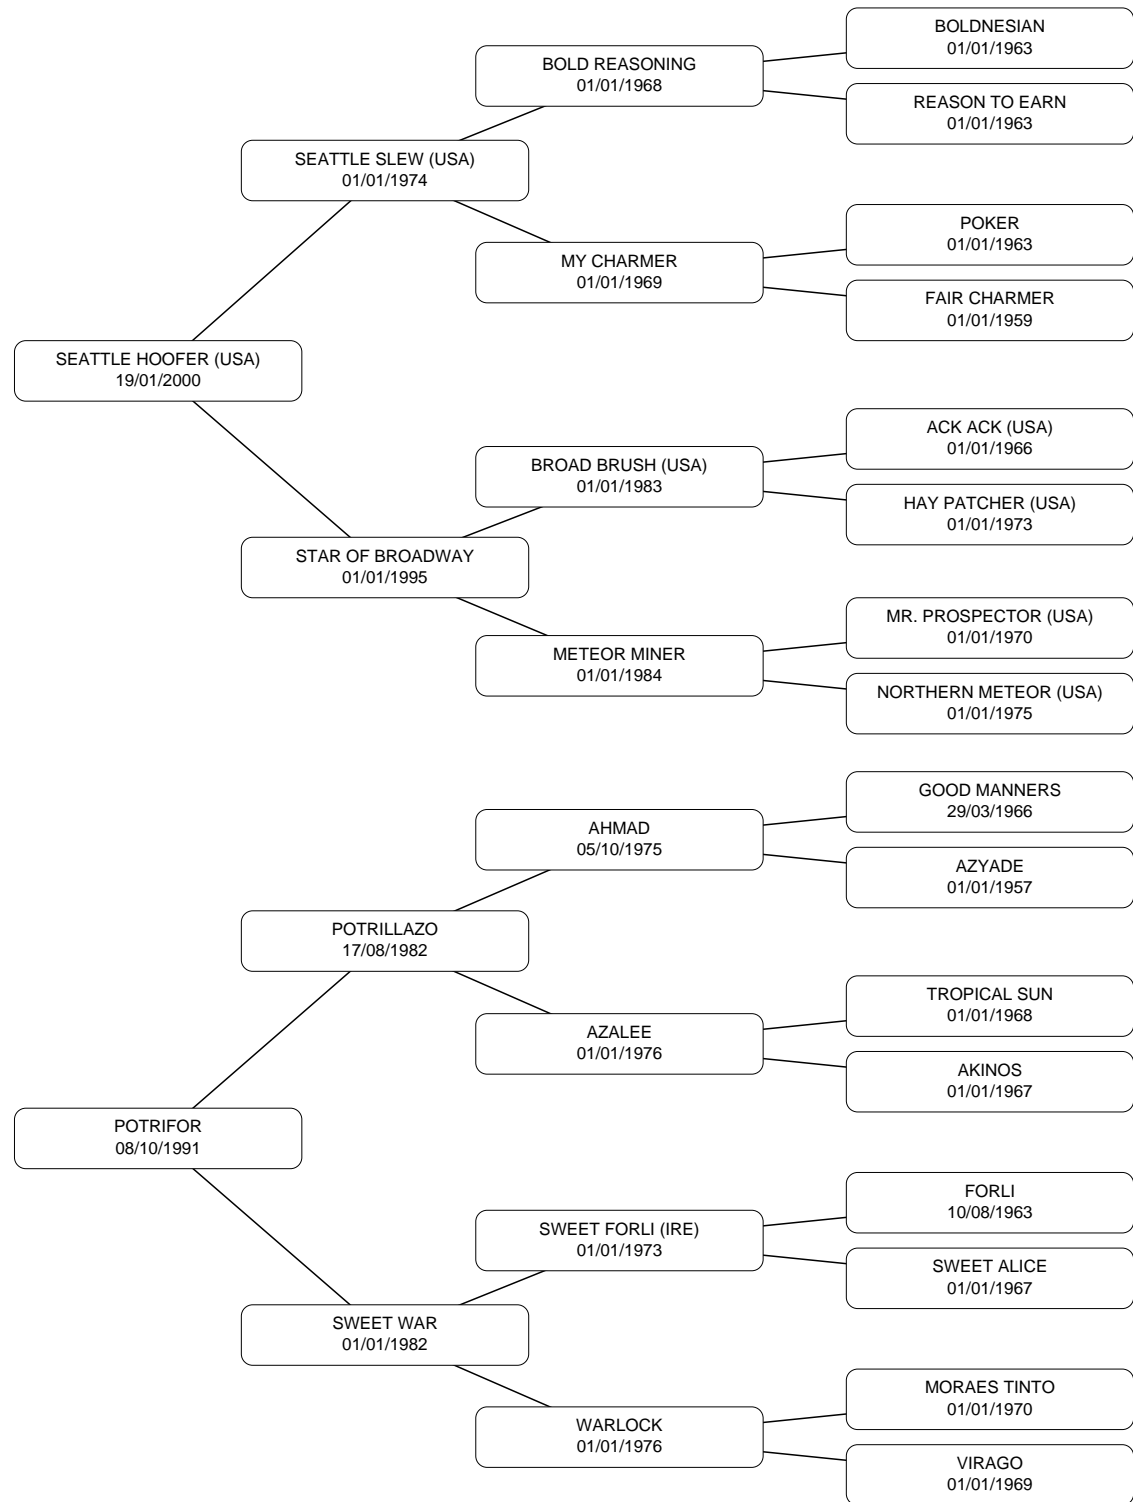 BOLDNESIAN
01/01/1963
BOLD REASONING
01/01/1968
REASON TO EARN
01/01/1963
SEATTLE SLEW (USA)
01/01/1974
POKER
01/01/1963
MY CHARMER
01/01/1969
FAIR CHARMER
01/01/1959
SEATTLE HOOFER (USA)
19/01/2000
ACK ACK (USA)
01/01/1966
BROAD BRUSH (USA)
01/01/1983
HAY PATCHER (USA)
01/01/1973
STAR OF BROADWAY
01/01/1995
MR. PROSPECTOR (USA)
01/01/1970
METEOR MINER
01/01/1984
NORTHERN METEOR (USA)
01/01/1975
GOOD MANNERS
29/03/1966
AHMAD
05/10/1975
AZYADE
01/01/1957
POTRILLAZO
17/08/1982
TROPICAL SUN
01/01/1968
AZALEE
01/01/1976
AKINOS
01/01/1967
POTRIFOR
08/10/1991
FORLI
10/08/1963
SWEET FORLI (IRE)
01/01/1973
SWEET ALICE
01/01/1967
SWEET WAR
01/01/1982
MORAES TINTO
01/01/1970
WARLOCK
01/01/1976
VIRAGO
01/01/1969